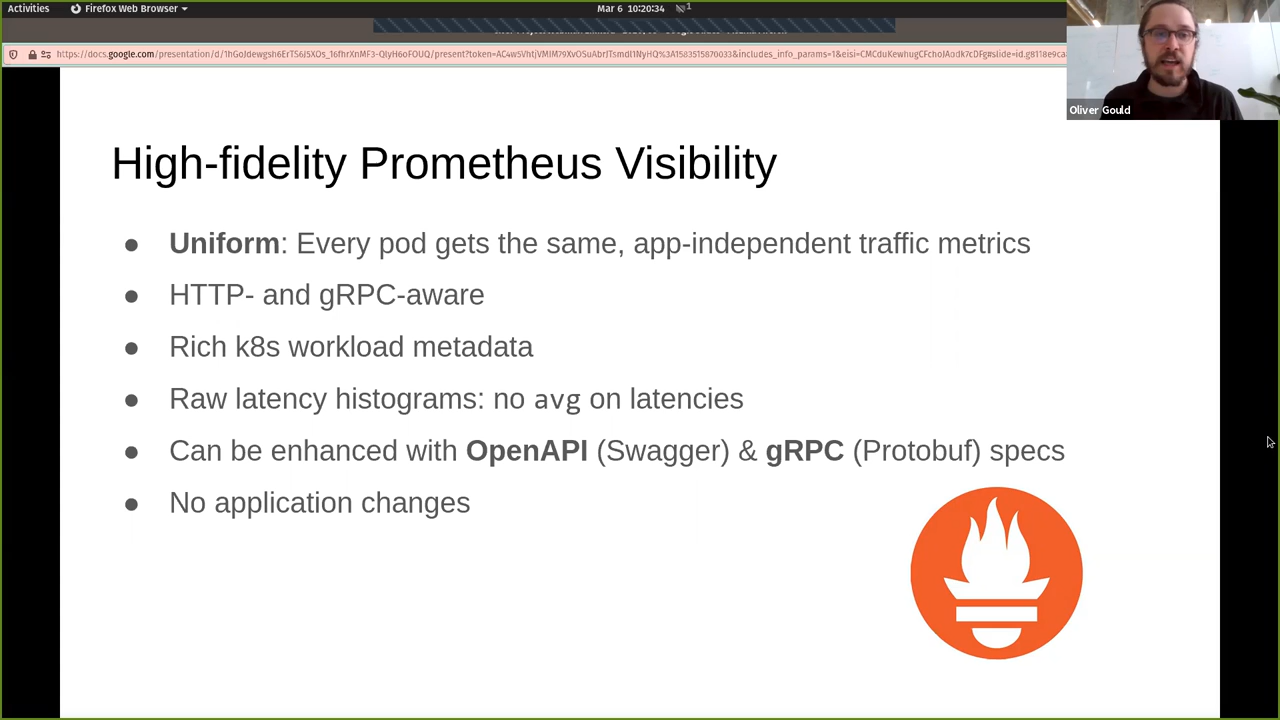 Activities
Firefox Web Browser
Mar 6 10:20:34
1
Oliver Gould
High-fidelity Prometheus Visibility
● Uniform: Every pod gets the same, app-independent traffic metrics
● HTTP- and gRPC-aware
● Rich k8s workload metadata
● Raw latency histograms: no avg on latencies
● Can be enhanced with OpenAPI (Swagger) & gRPC (Protobuf) specs
● No application changes